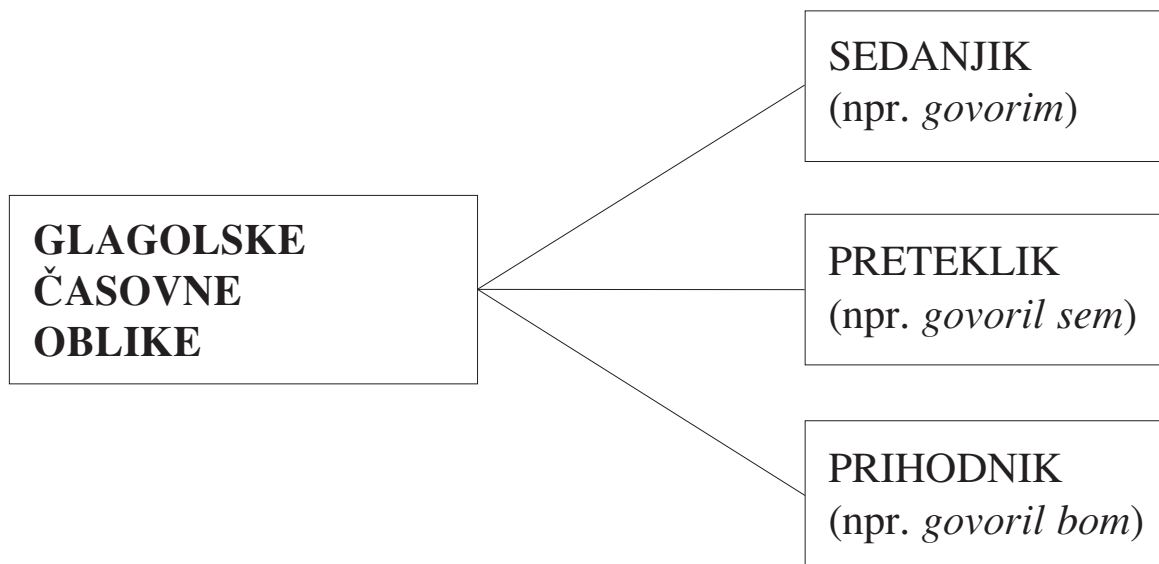 GLAGOLSKE
ČASOVNE
OBLIKE
SEDANJIK
(npr. govorim)
PRETEKLIK
(npr. govoril sem)
PRIHODNIK
(npr. govoril bom)